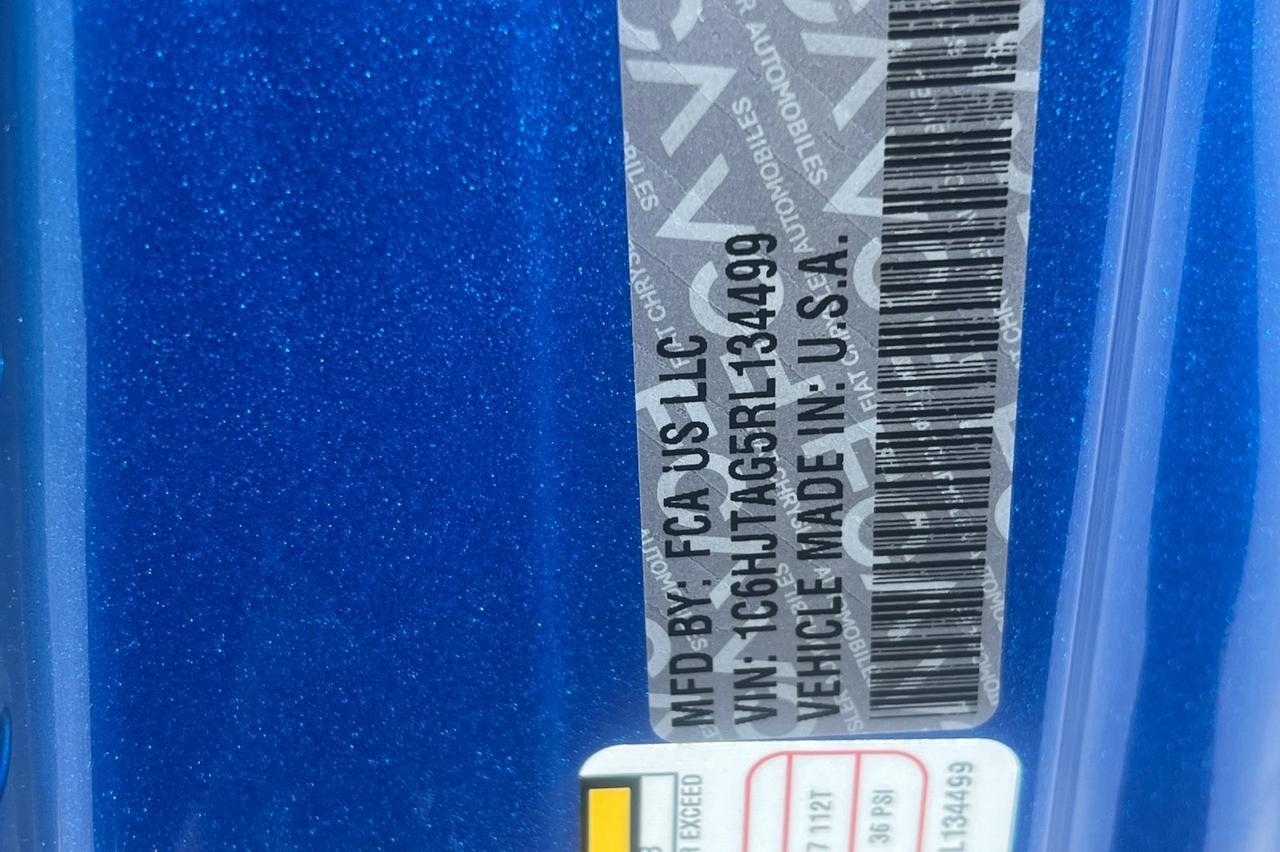 MFD BY: FCA US LLC
VIN: 1C6HJTAG5RL134499
VEHICLE MADE IN: U.S.A.
R EXCEED
7 112T
36 PSI
L134499